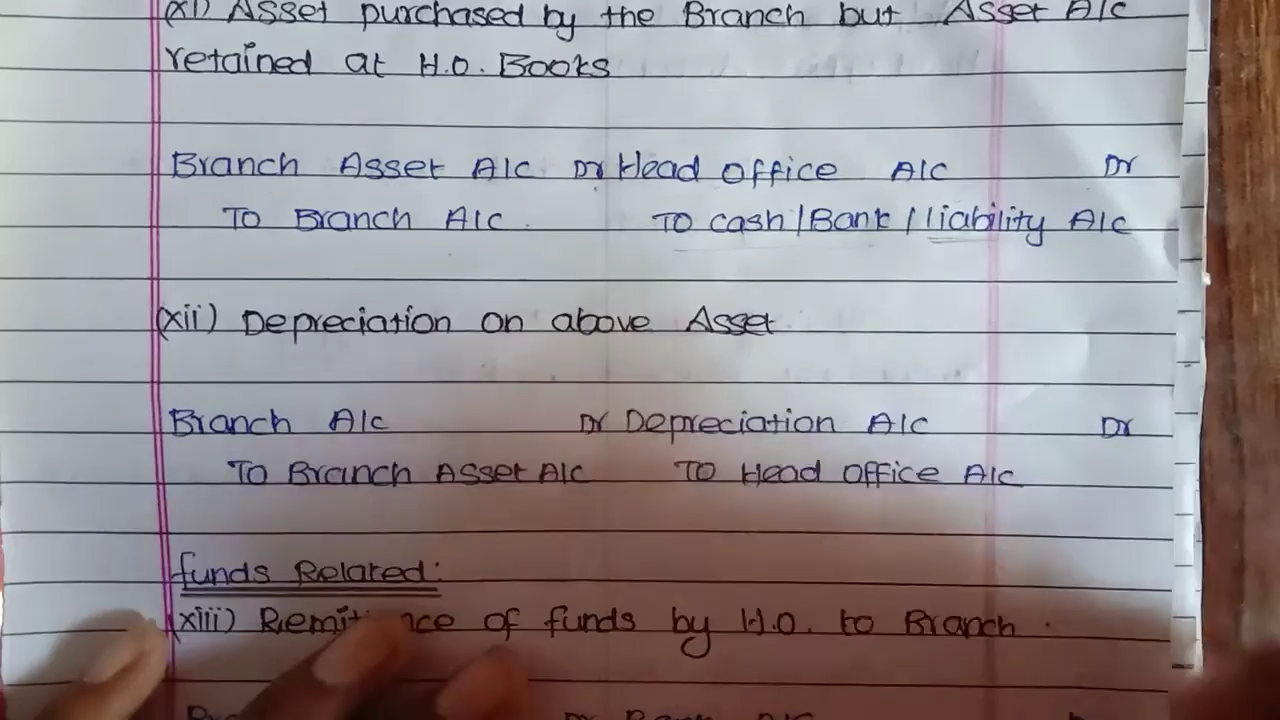 (xi) Asset purchased by the Branch but Asset A/c
retained at H.O. Books
Branch Asset A/c Dr Head Office A/c Dr
To Branch A/c. To cash/Bank/liability A/c
(xii) Depreciation on above Asset
Branch A/c Dr Depreciation A/c Dr
To Branch Asset A/c To Head Office A/c
funds Related:
(xiii) of funds by H.O. to Branch